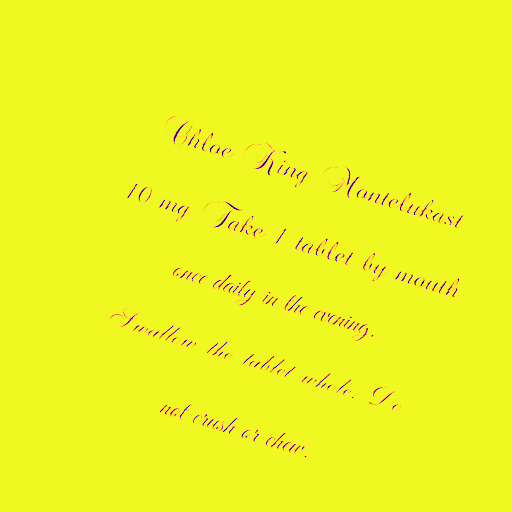 Chloe King Montelukast
10 mg Take 1 tablet by mouth
once daily in the evening.
Swallow the tablet whole. Do
not crush or chew.